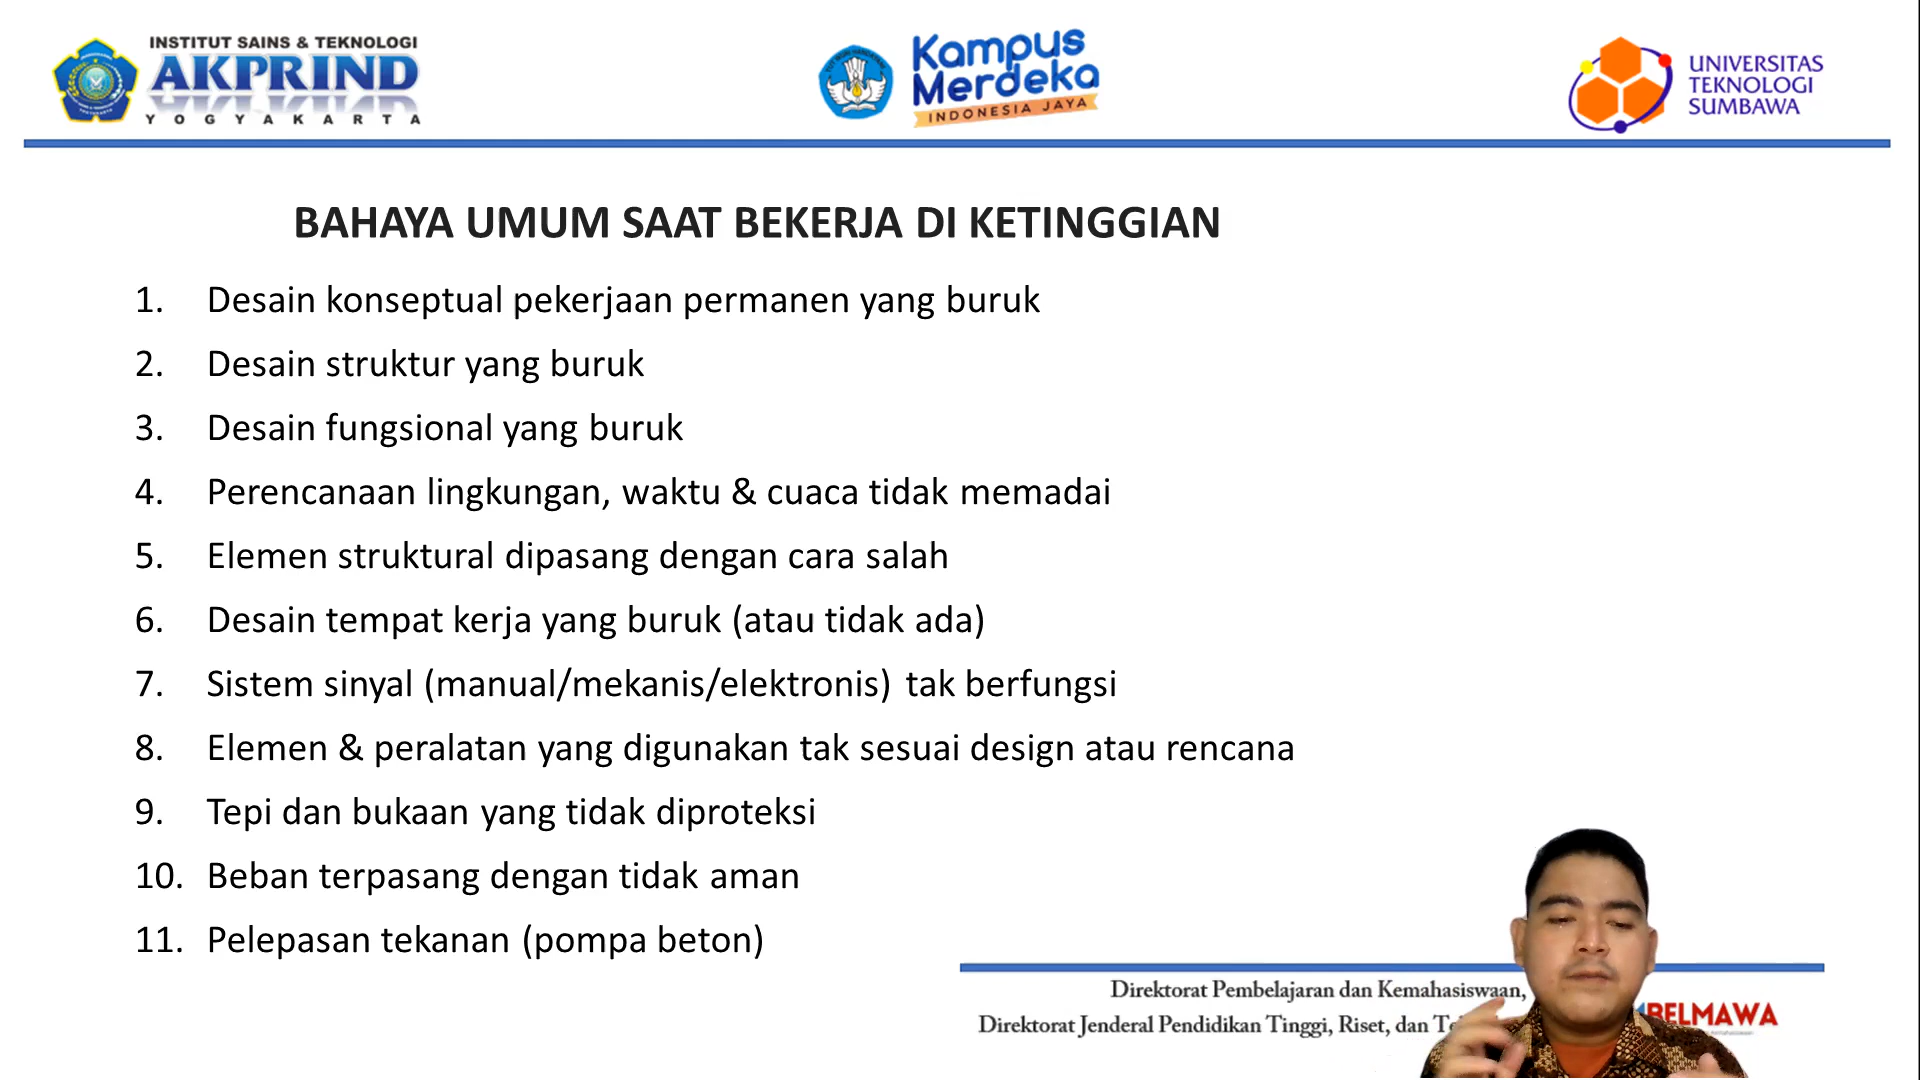 INSTITUT SAINS & TEKNOLOGI
AKPRIND
YOGYAKARTA
Kampus
Merdeka
INDONESIA JAYA
UNIVERSITAS
TEKNOLOGI
SUMBAWA
BAHAYA UMUM SAAT BEKERJA DI KETINGGIAN
1. Desain konseptual pekerjaan permanen yang buruk
2. Desain struktur yang buruk
3. Desain fungsional yang buruk
4. Perencanaan lingkungan, waktu & cuaca tidak memadai
5. Elemen struktural dipasang dengan cara salah
6. Desain tempat kerja yang buruk (atau tidak ada)
7. Sistem sinyal (manual/mekanis/elektronis) tak berfungsi
8. Elemen & peralatan yang digunakan tak sesuai design atau rencana
9. Tepi dan bukaan yang tidak diproteksi
10. Beban terpasang dengan tidak aman
11. Pelepasan tekanan (pompa beton)
Direktorat Pembelajaran dan Kemahasiswaan,
Direktorat Jenderal Pendidikan Tinggi, Riset, dan
BELMAWA